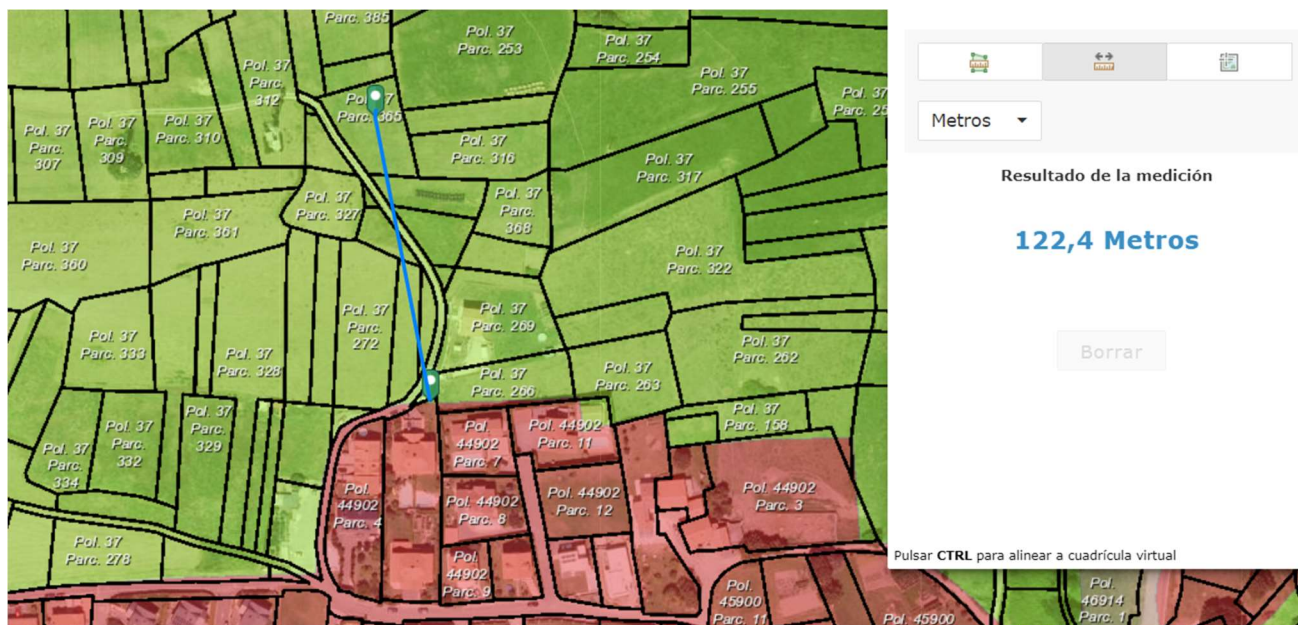 Parc. 385
Pol. 37
Parc. 253
Pol. 37
Parc. 254
Pol. 37
Parc. 255
Pol. 37
Parc. 312
Parc. 365
Pol. 37
Parc. 307
Pol. 37
Parc. 309
Pol. 37
Parc. 310
Pol. 37
Parc. 316
Pol. 37
Parc. 317
Pol. 37
Parc. 327
Pol. 37
Parc. 368
Pol. 37
Parc. 361
Pol. 37
Parc. 360
Pol. 37
Parc. 322
Pol. 37
Parc. 272
Pol. 37
Parc. 269
Pol. 37
Parc. 333
Pol. 37
Parc. 328
Pol. 37
Parc. 266
Pol. 37
Parc. 263
Pol. 37
Parc. 262
Pol. 37
Parc. 158
Pol. 37
Parc. 334
Pol. 37
Parc. 332
Pol. 37
Parc. 329
Pol. 37
Parc. 278
Pol.
44902
Parc. 4
Pol.
44902
Parc. 7
Pol. 44902
Parc. 11
Pol. 44902
Parc. 8
Pol. 44902
Parc. 12
Pol. 44902
Parc. 3
Pol.
44902
Parc. 9
Pol.
45900
Parc. 11
Pol. 45900
Pol.
46914
Parc. 1
Metros
Resultado de la medición
122,4 Metros
Borrar
Pulsar CTRL para alinear a cuadrícula virtual